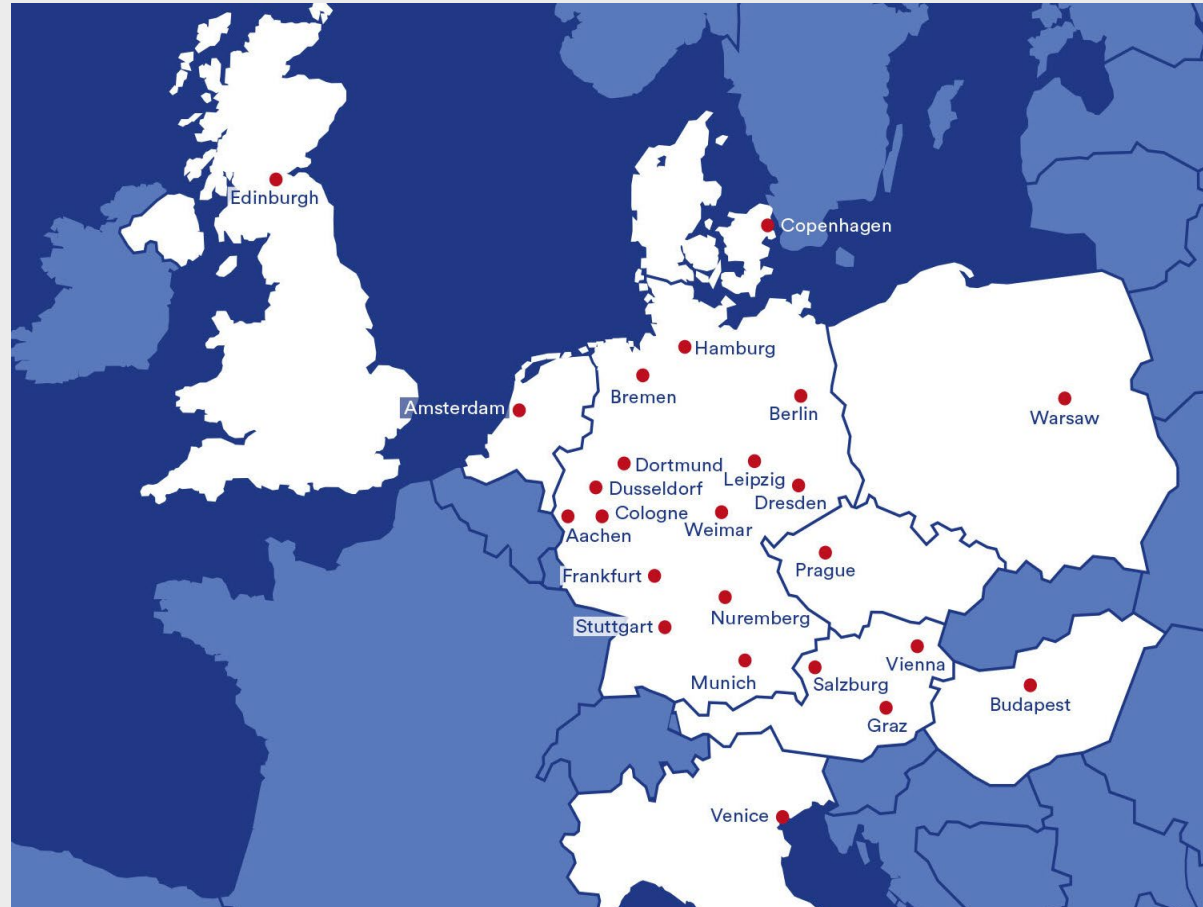 Edinburgh
Copenhagen
Hamburg
Bremen
Berlin
Amsterdam
Warsaw
Dortmund
Leipzig
Dusseldorf
Dresden
Cologne
Weimar
Aachen
Prague
Frankfurt
Nuremberg
Stuttgart
Vienna
Munich
Salzburg
Budapest
Graz
Venice